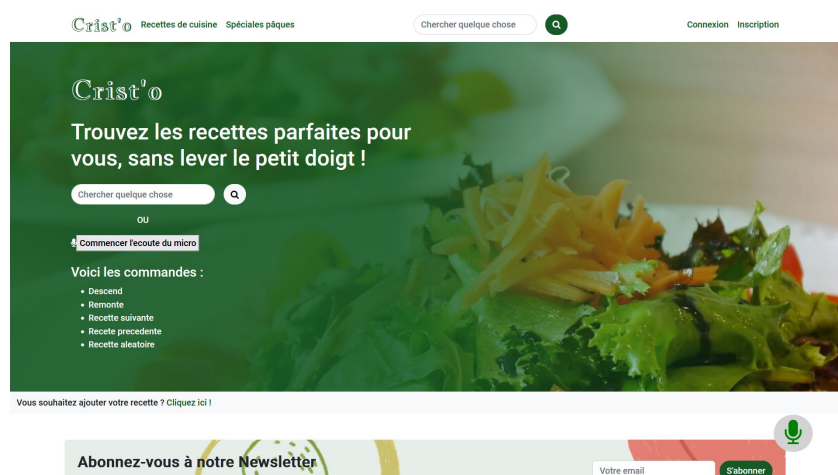 Crist'o Recettes de cuisine Spéciales pâques Chercher quelque chose Connexion Inscription
Crist'o
Trouvez les recettes parfaites pour
vous, sans lever le petit doigt !
Chercher quelque chose
OU
Commencer l'ecoute du micro
Voici les commandes :
Descend
Remonte
Recette suivante
Recete precedente
Recette aleatoire
Vous souhaitez ajouter votre recette ? Cliquez ici !
Abonnez-vous à notre Newsletter
Votre email S'abonner